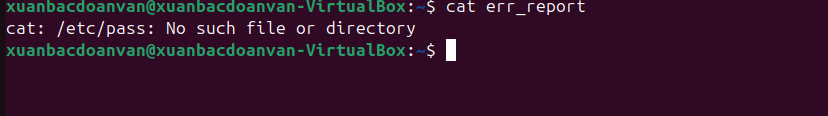 xuanbacdoanvan@xuanbacdoanvan-VirtualBox:~$ cat err_report
cat: /etc/pass: No such file or directory
xuanbacdoanvan@xuanbacdoanvan-VirtualBox:~$